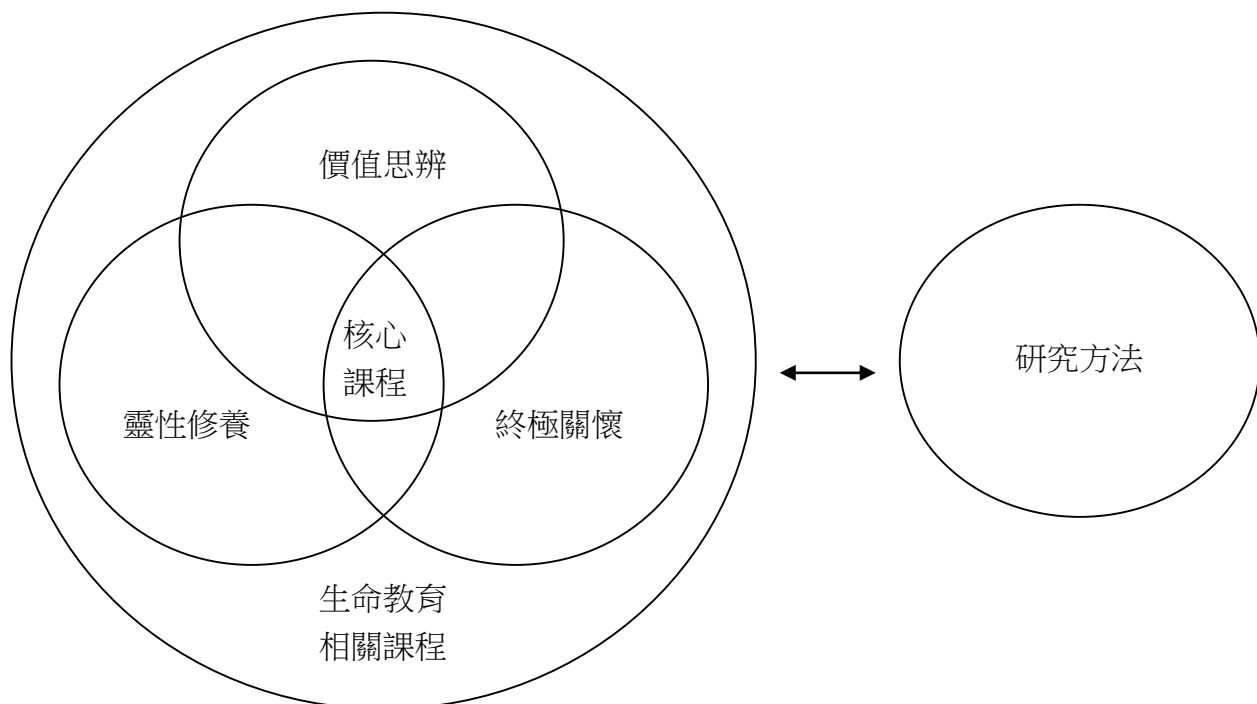 價值思辨
核心
課程
研究方法
靈性修養
終極關懷
生命教育
相關課程